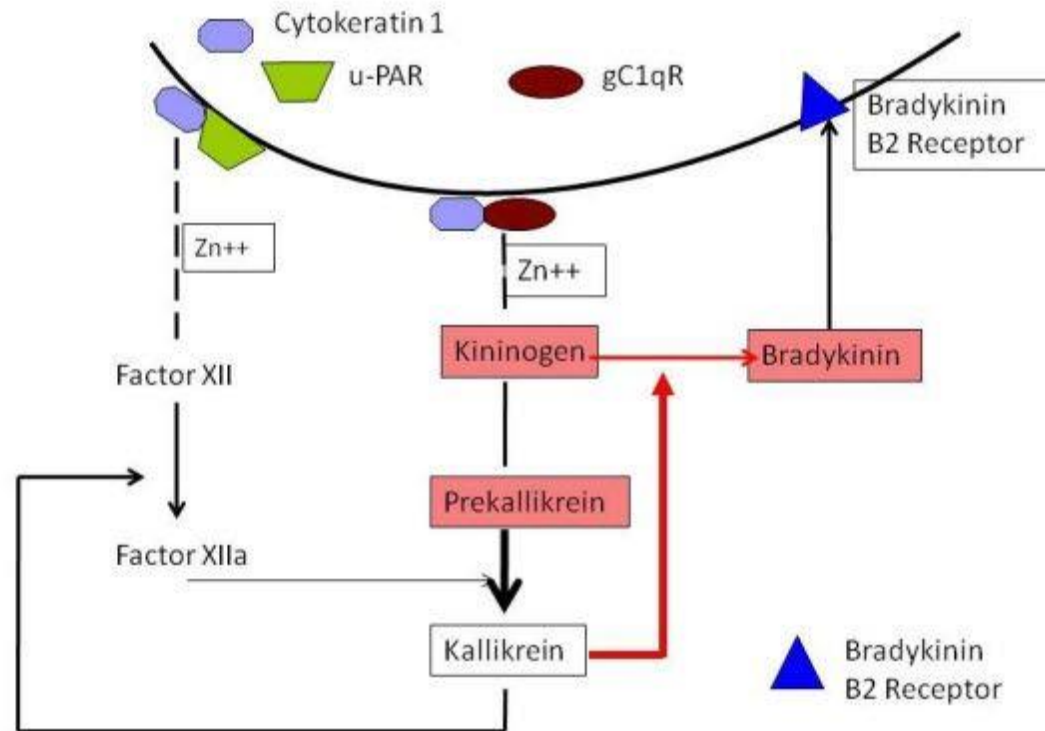 Cytokeratin 1
u-PAR
gC1qR
Bradykinin
B2 Receptor
Zn++
Zn++
Kininogen
Bradykinin
Factor XII
Prekallikrein
Factor XIIa
Kallikrein
Bradykinin
B2 Receptor